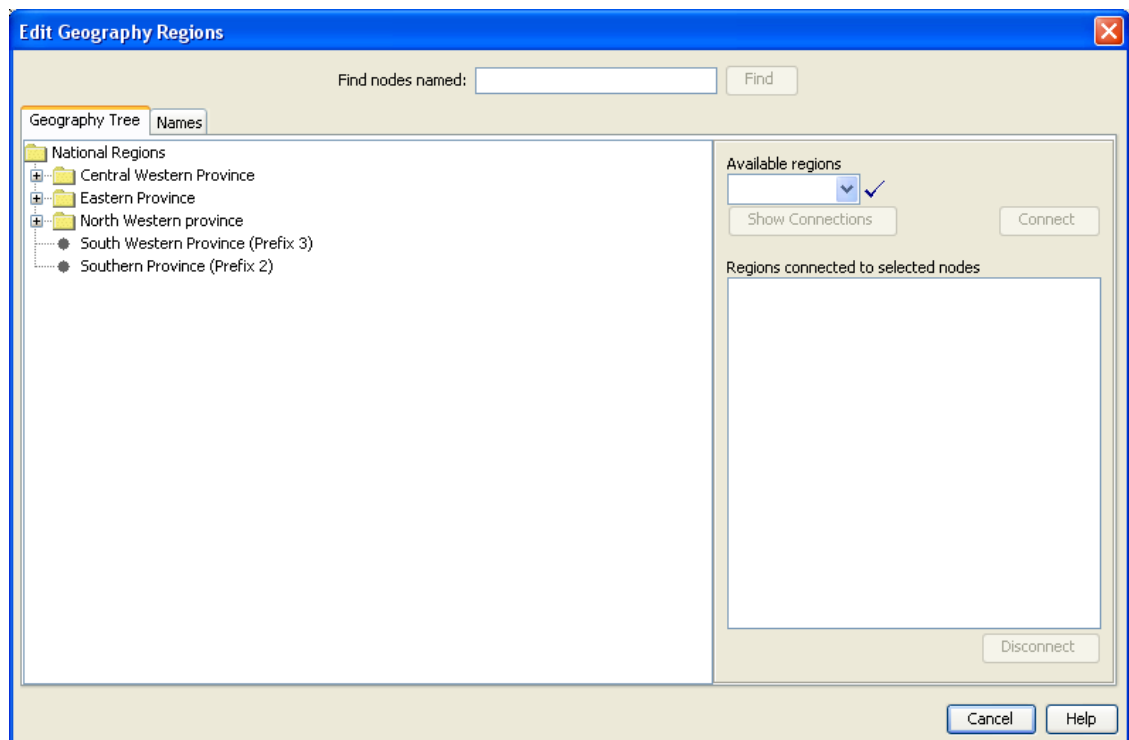 Edit Geography Regions
Find nodes named:
Find
Geography Tree
Names
National Regions
Central Western Province
Eastern Province
North Western province
South Western Province (Prefix 3)
Southern Province (Prefix 2)
Available regions
Show Connections
Connect
Regions connected to selected nodes
Disconnect
Cancel
Help